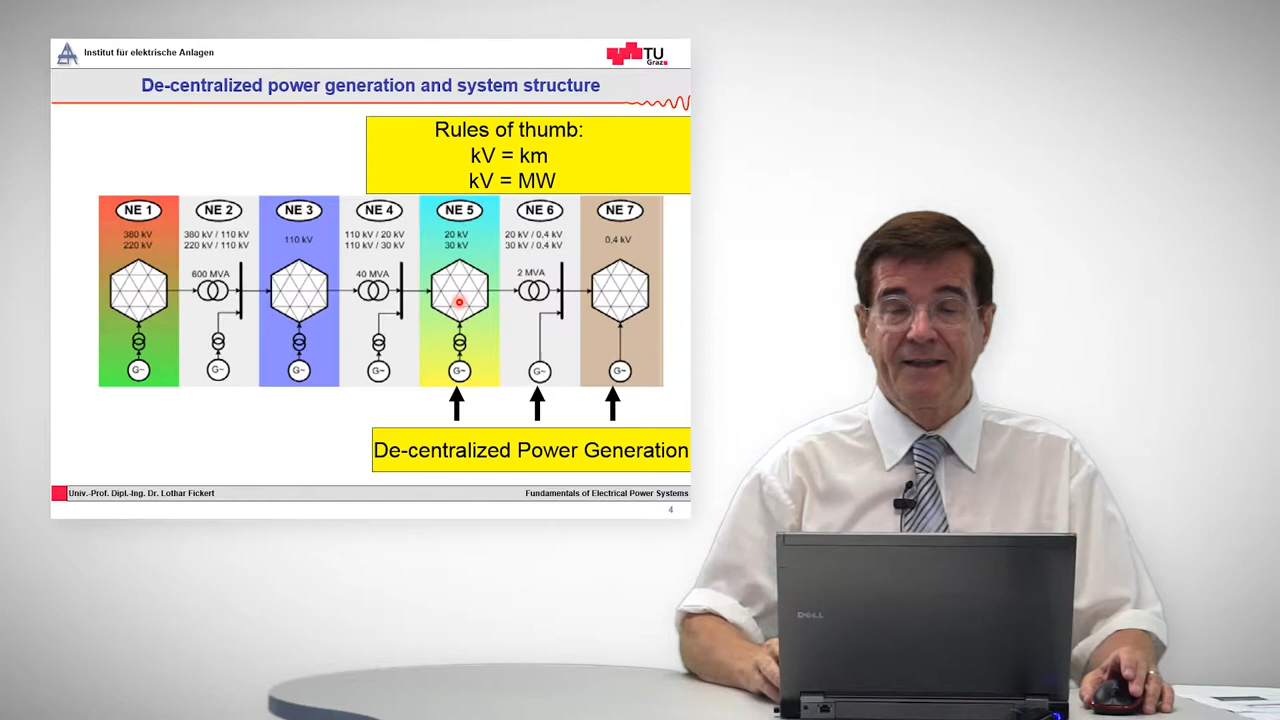 Institut für elektrische Anlagen
TU
Graz
De-centralized power generation and system structure
Rules of thumb:
kV = km
kV = MW
NE 1
NE 2
NE 3
NE 4
NE 5
NE 6
NE 7
380 kV
220 kV
380 kV / 110 kV
220 kV / 110 kV
110 kV
110 kV / 20 kV
110 kV / 30 kV
20 kV
30 kV
20 kV / 0,4 kV
30 kV / 0,4 kV
0,4 kV
600 MVA
40 MVA
2 MVA
G~
G~
G~
G~
G~
G~
G~
De-centralized Power Generation
Univ.-Prof. Dipl.-Ing. Dr. Lothar Fickert
Fundamentals of Electrical Power Systems
4
DELL